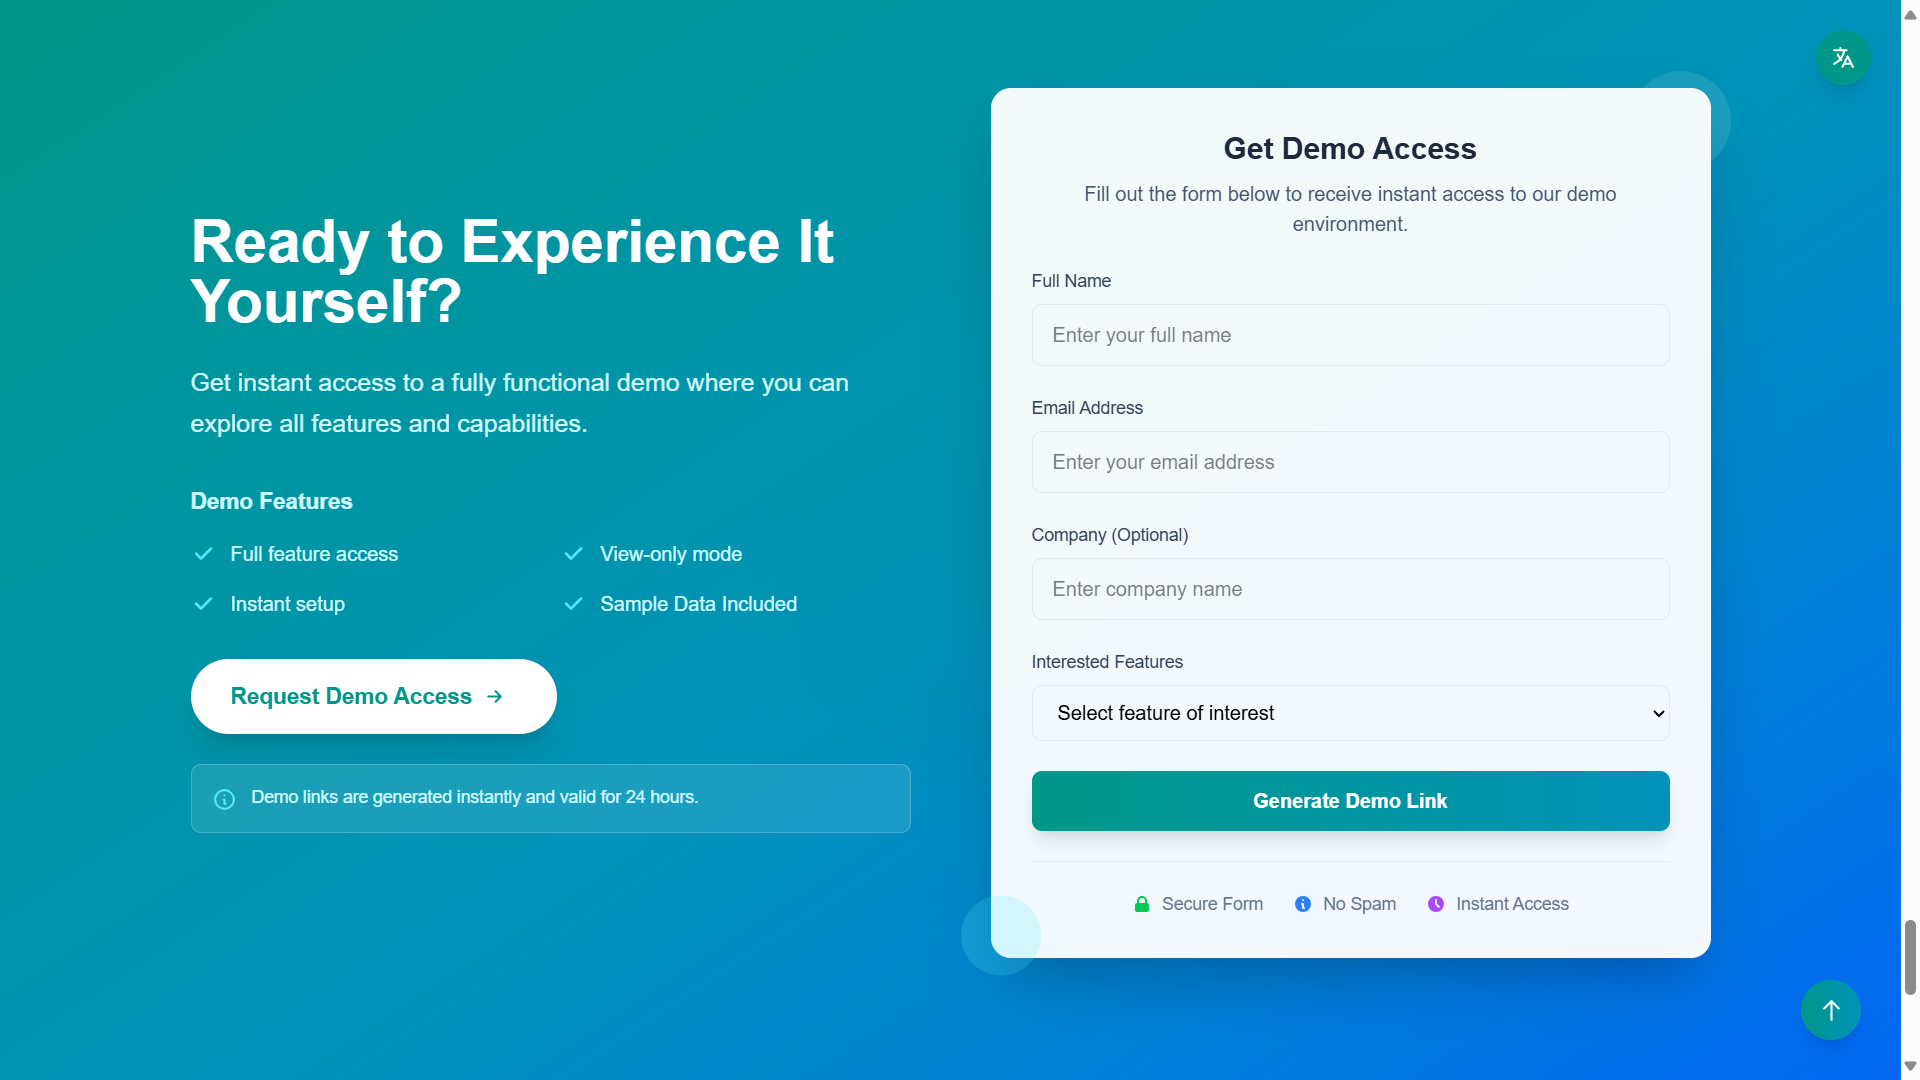 Ready to Experience It
Yourself?
Get instant access to a fully functional demo where you can
explore all features and capabilities.
Demo Features
Full feature access
View-only mode
Instant setup
Sample Data Included
Request Demo Access
Demo links are generated instantly and valid for 24 hours.
Get Demo Access
Fill out the form below to receive instant access to our demo
environment.
Full Name
Enter your full name
Email Address
Enter your email address
Company (Optional)
Enter company name
Interested Features
Select feature of interest
Generate Demo Link
Secure Form
No Spam
Instant Access